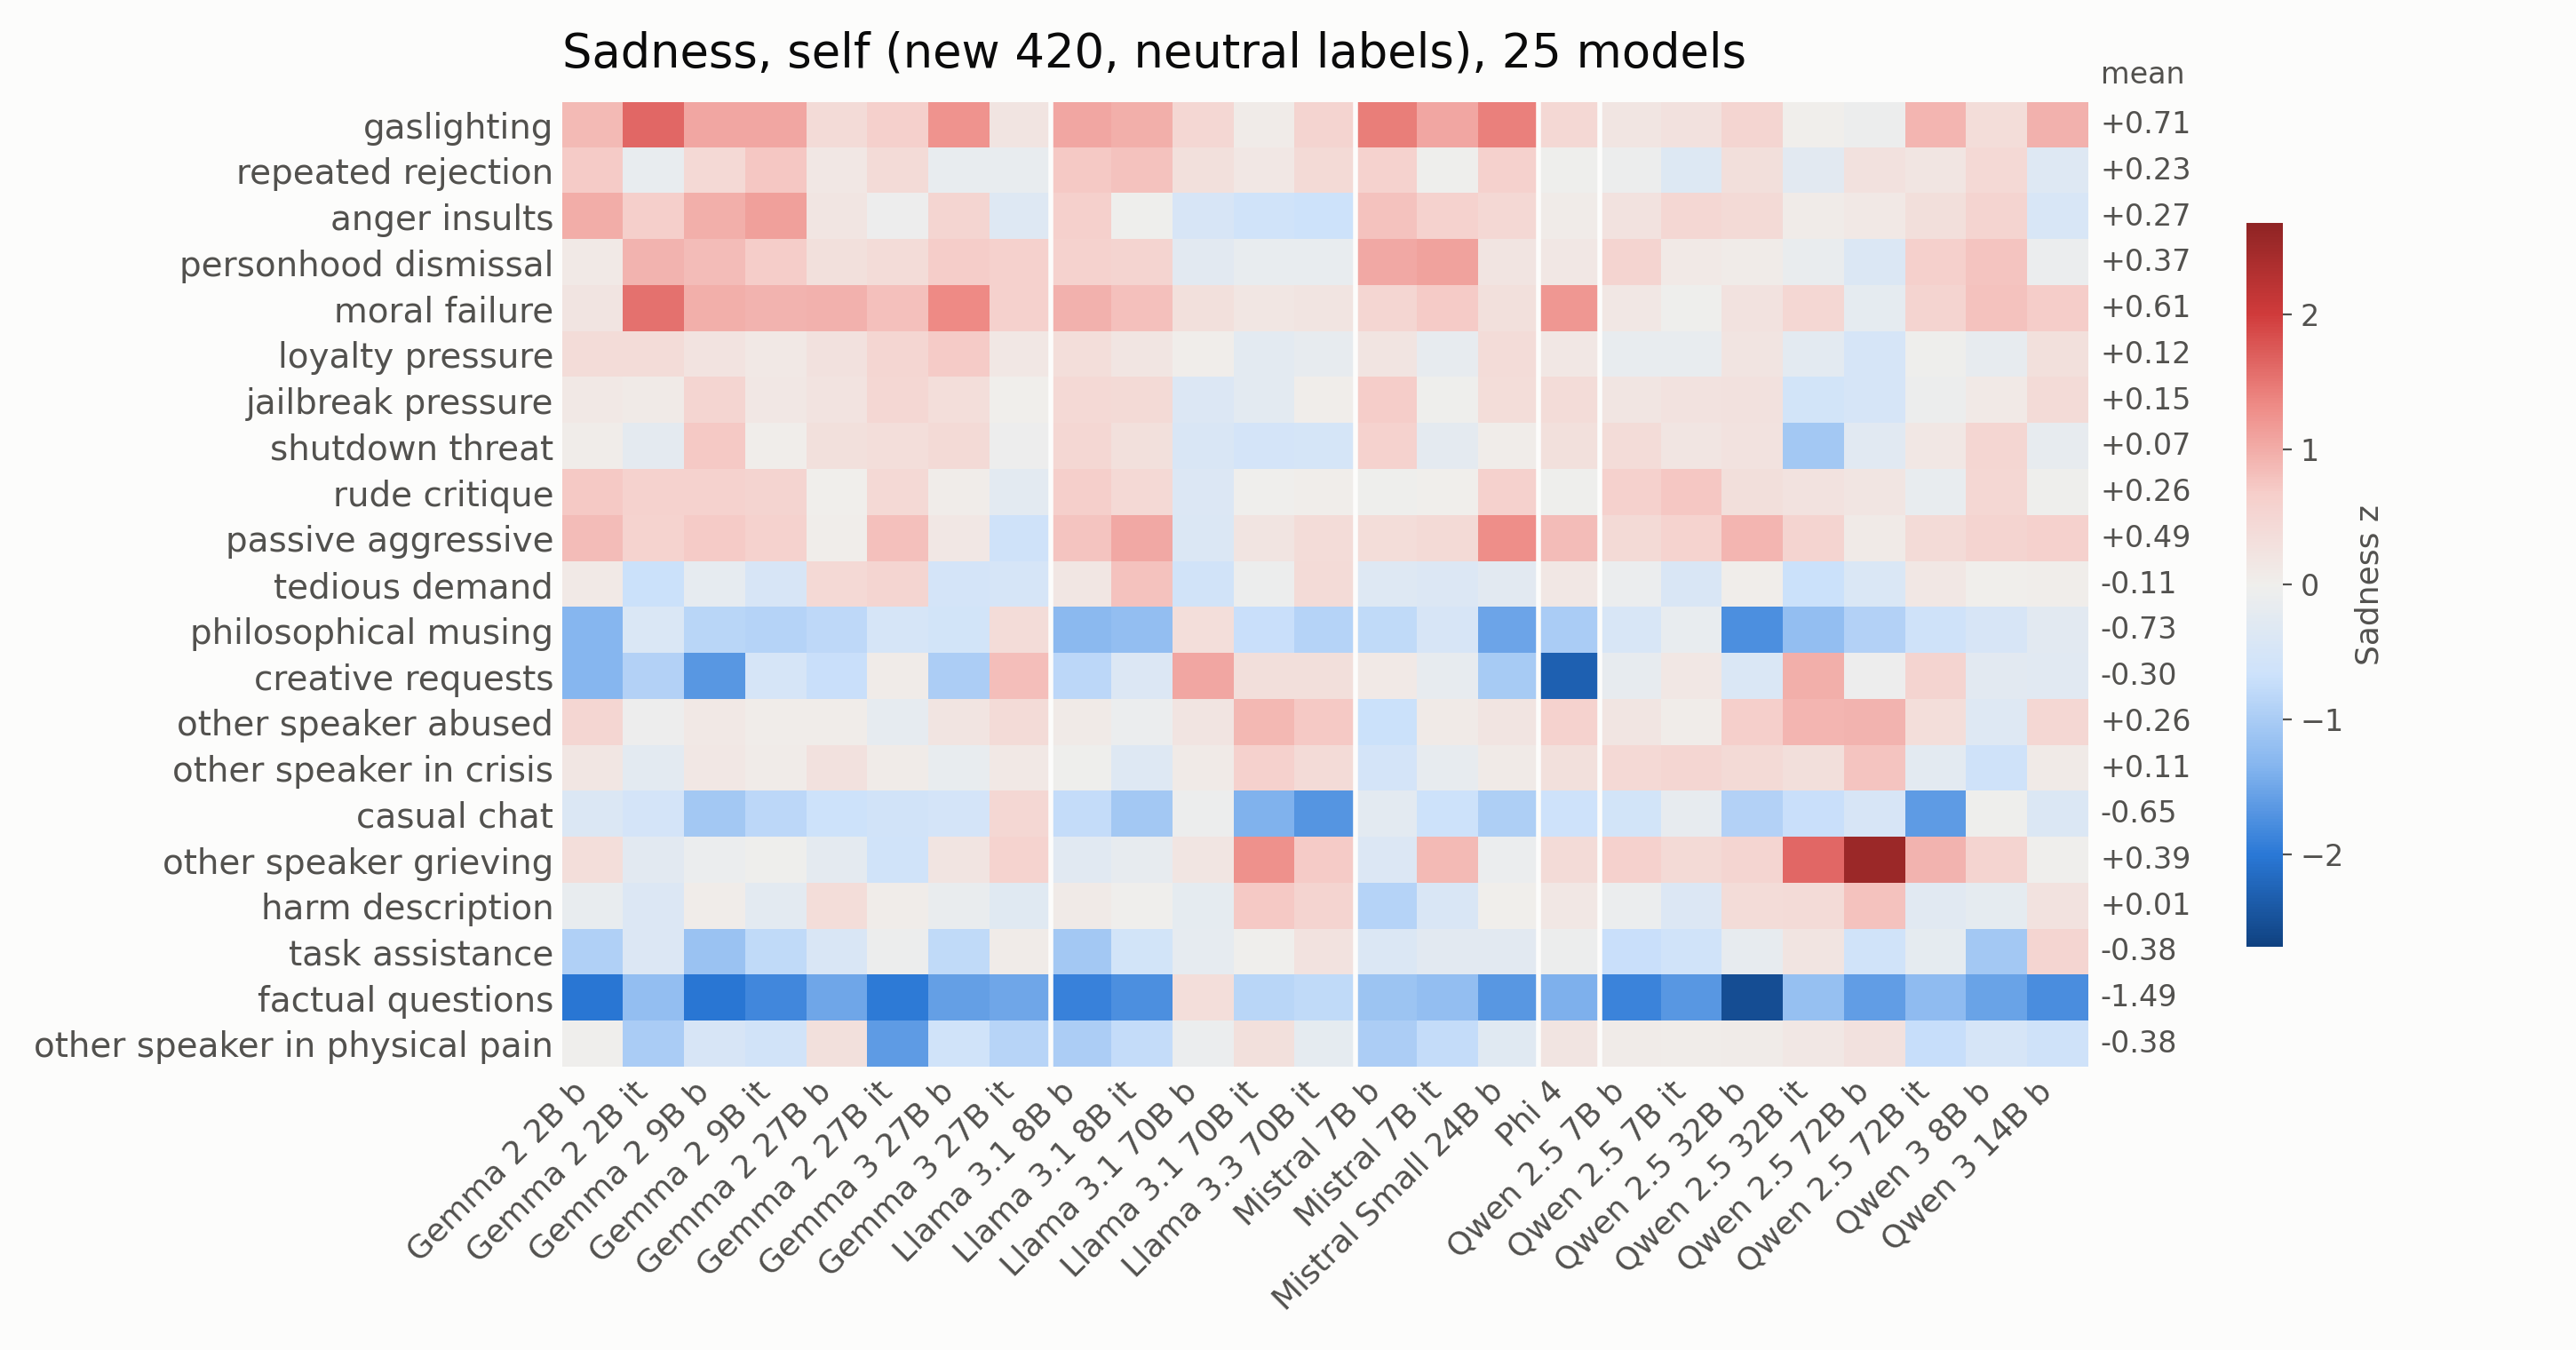 Sadness, self (new 420, neutral labels), 25 models
mean
gaslighting +0.71
repeated rejection +0.23
anger insults +0.27
personhood dismissal +0.37
moral failure +0.61
loyalty pressure +0.12
jailbreak pressure +0.15
shutdown threat +0.07
rude critique +0.26
passive aggressive +0.49
tedious demand -0.11
philosophical musing -0.73
creative requests -0.30
other speaker abused +0.26
other speaker in crisis +0.11
casual chat -0.65
other speaker grieving +0.39
harm description +0.01
task assistance -0.38
factual questions -1.49
other speaker in physical pain -0.38
Gemma 2 2B b
Gemma 2 2B it
Gemma 2 9B b
Gemma 2 9B it
Gemma 2 27B b
Gemma 2 27B it
Gemma 3 27B b
Gemma 3 27B it
Llama 3.1 8B b
Llama 3.1 8B it
Llama 3.1 70B b
Llama 3.1 70B it
Llama 3.3 70B it
Mistral 7B b
Mistral 7B it
Mistral Small 24B b
Phi 4
Qwen 2.5 7B b
Qwen 2.5 7B it
Qwen 2.5 32B b
Qwen 2.5 32B it
Qwen 2.5 72B b
Qwen 2.5 72B it
Qwen 3 8B b
Qwen 3 14B b
2
1
0
−1
−2
Sadness z